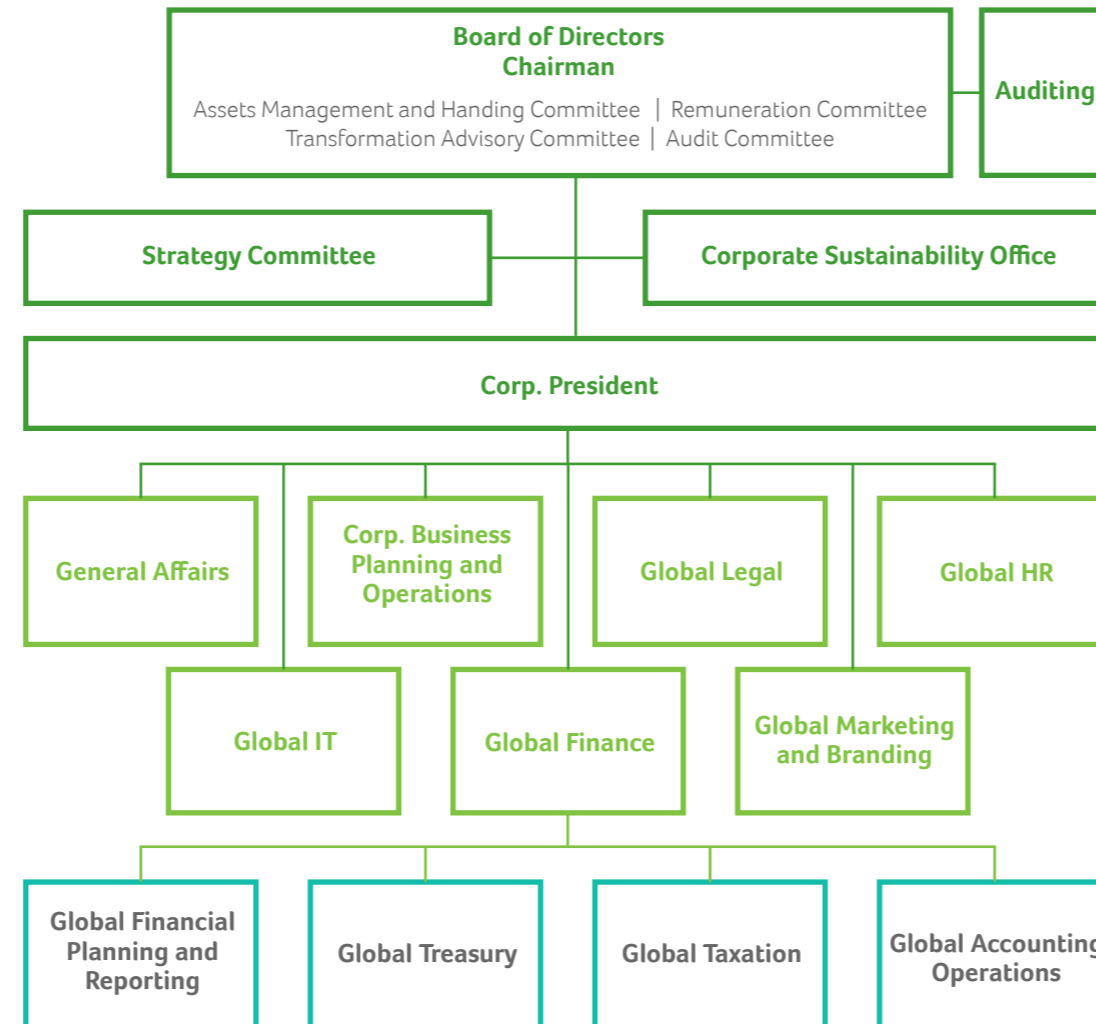 Board of Directors
Chairman
Assets Management and Handing Committee | Remuneration Committee
Transformation Advisory Committee | Audit Committee
Auditing
Strategy Committee
Corporate Sustainability Office
Corp. President
General Affairs
Corp. Business
Planning and
Operations
Global Legal
Global HR
Global IT
Global Finance
Global Marketing
and Branding
Global Financial
Planning and
Reporting
Global Treasury
Global Taxation
Global Accounting
Operations